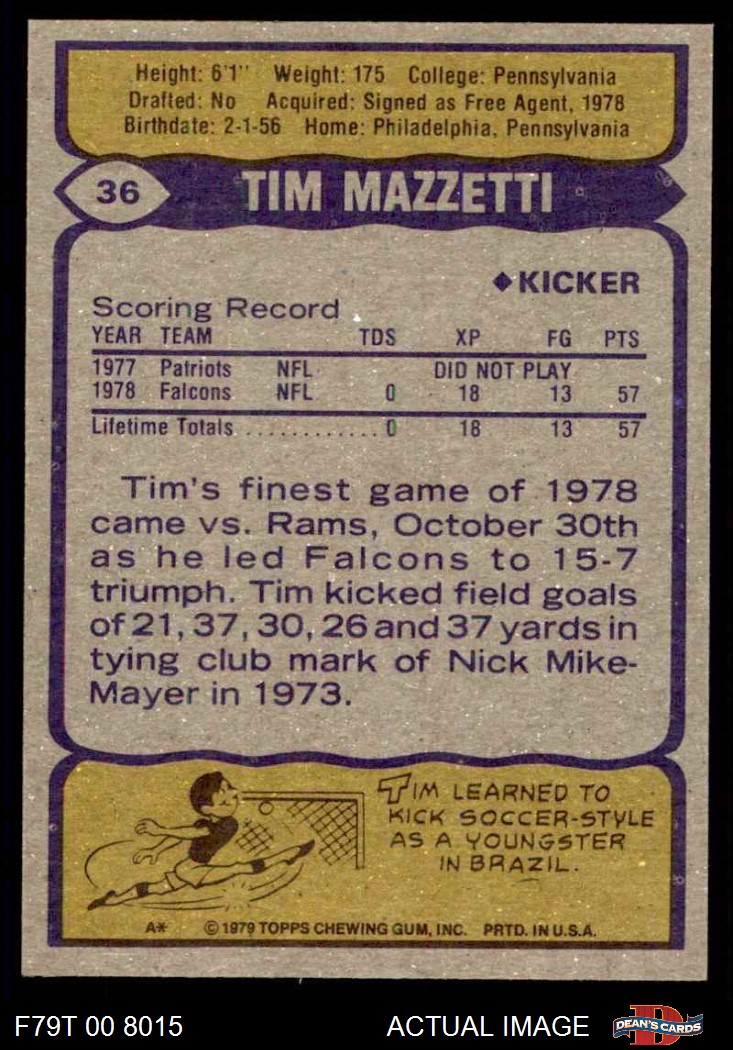 Height: 6'1" Weight: 175 College: Pennsylvania
Drafted: No Acquired: Signed as Free Agent, 1978
Birthdate: 2-1-56 Home: Philadelphia, Pennsylvania
36 TIM MAZZETTI
◆KICKER
Scoring Record
YEAR TEAM TDS XP FG PTS
1977 Patriots NFL DID NOT PLAY
1978 Falcons NFL 0 18 13 57
Lifetime Totals ............ 0 18 13 57
Tim's finest game of 1978
came vs. Rams, October 30th
as he led Falcons to 15-7
triumph. Tim kicked field goals
of 21, 37, 30, 26 and 37 yards in
tying club mark of Nick Mike-
Mayer in 1973.
TIM LEARNED TO
KICK SOCCER-STYLE
AS A YOUNGSTER
IN BRAZIL.
A* © 1979 TOPPS CHEWING GUM, INC. PRTD. IN U.S.A.
F79T 00 8015 ACTUAL IMAGE DEAN'S CARDS